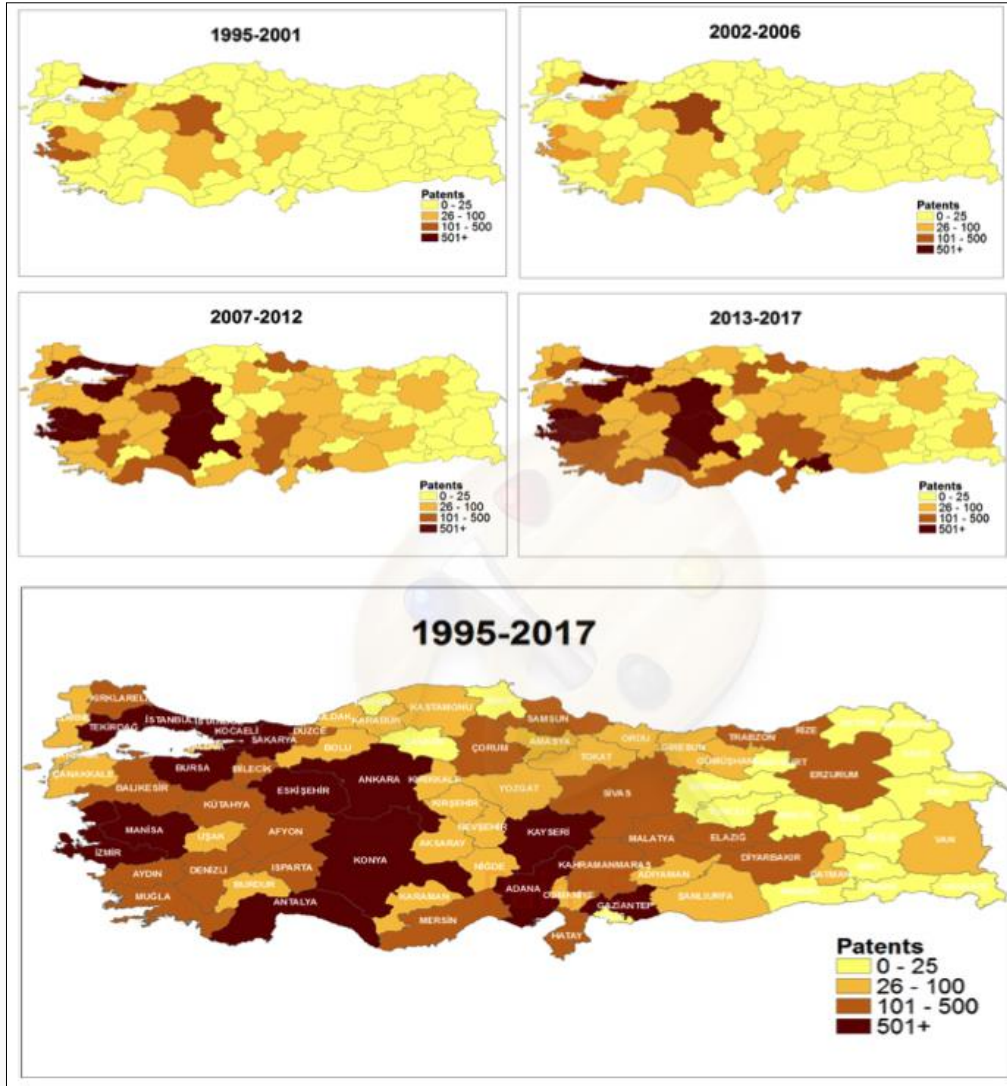 1995-2001
Patents
0 - 25
26 - 100
101 - 500
501+
2002-2006
Patents
0 - 25
26 - 100
101 - 500
501+
2007-2012
Patents
0 - 25
26 - 100
101 - 500
501+
2013-2017
Patents
0 - 25
26 - 100
101 - 500
501+
1995-2017
KIRKLARELİ
TEKİRDAĞ
İSTANBUL
KOCAELİ
SAKARYA
DÜZCE
BOLU
KASTAMONU
SAMSUN
ÇORUM
AMASYA
ORDU
TOKAT
TRABZON
RİZE
ERZURUM
ÇANAKKALE
BALIKESİR
BURSA
BİLECİK
ESKİŞEHİR
ANKARA
YOZGAT
SİVAS
KÜTAHYA
KIRŞEHİR
MANİSA
UŞAK
AFYON
KONYA
AKSARAY
KAYSERİ
MALATYA
ELAZIĞ
DİYARBAKIR
VAN
İZMİR
AYDIN
DENİZLİ
ISPARTA
NİĞDE
KAHRAMANMARAŞ
ADIYAMAN
BATMAN
MUĞLA
BURDUR
ANTALYA
KARAMAN
MERSİN
ADANA
OSMANİYE
GAZİANTEP
ŞANLIURFA
HATAY
Patents
0 - 25
26 - 100
101 - 500
501+